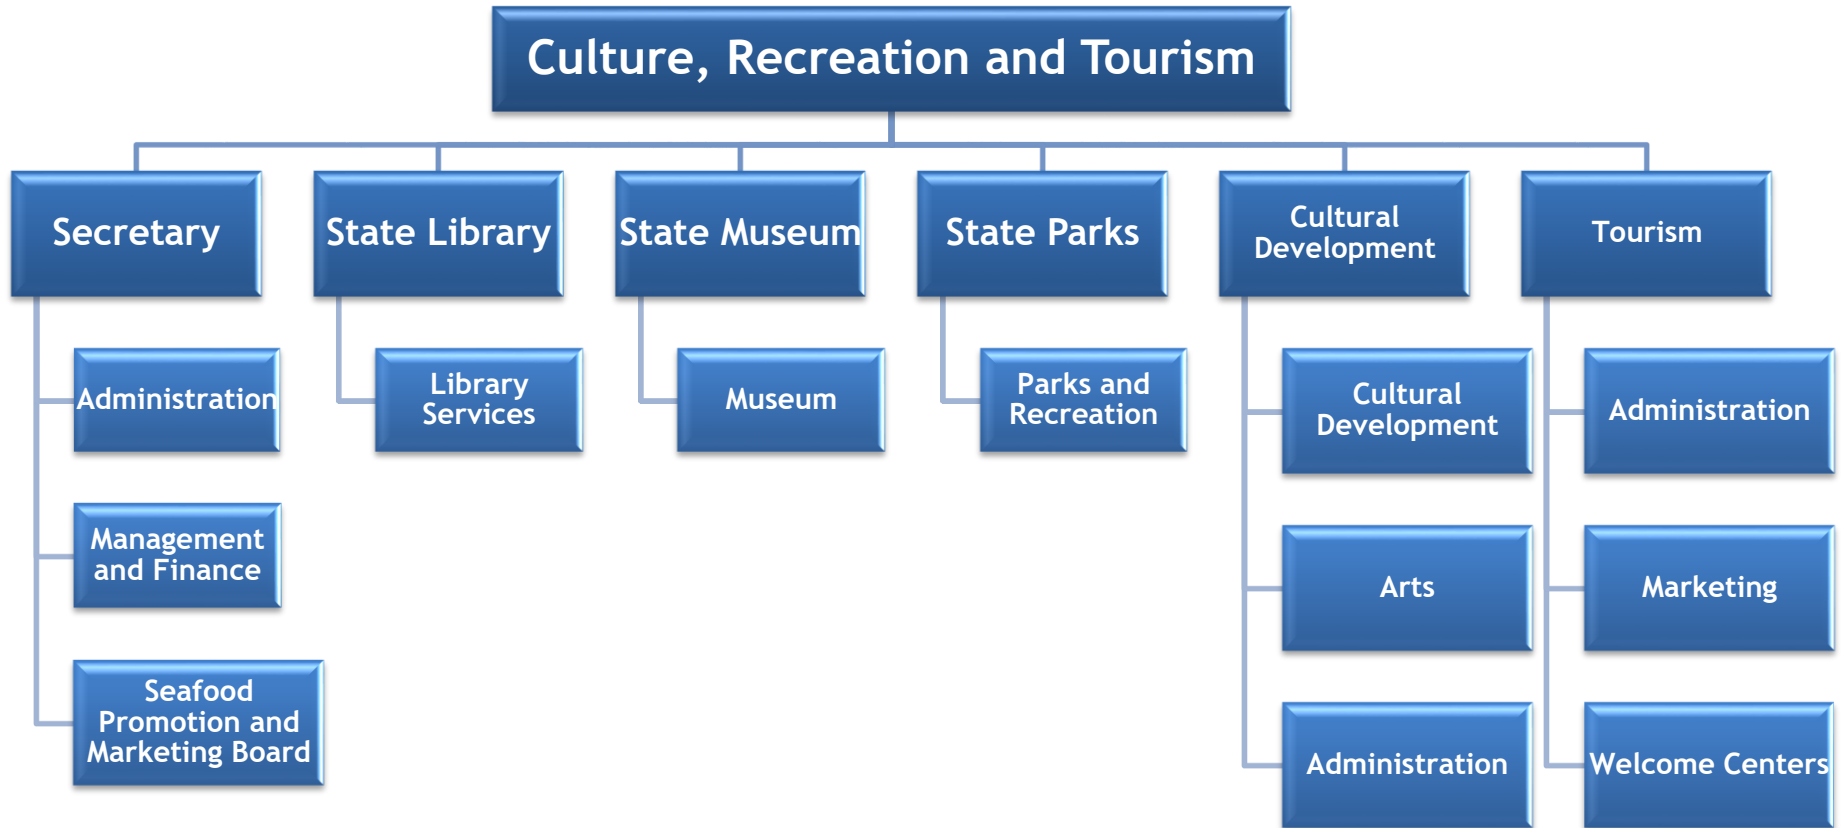 Culture, Recreation and Tourism
Secretary
State Library
State Museum
State Parks
Cultural
Development
Tourism
Administration
Management
and Finance
Seafood
Promotion and
Marketing Board
Library
Services
Museum
Parks and
Recreation
Cultural
Development
Arts
Administration
Administration
Marketing
Welcome Centers